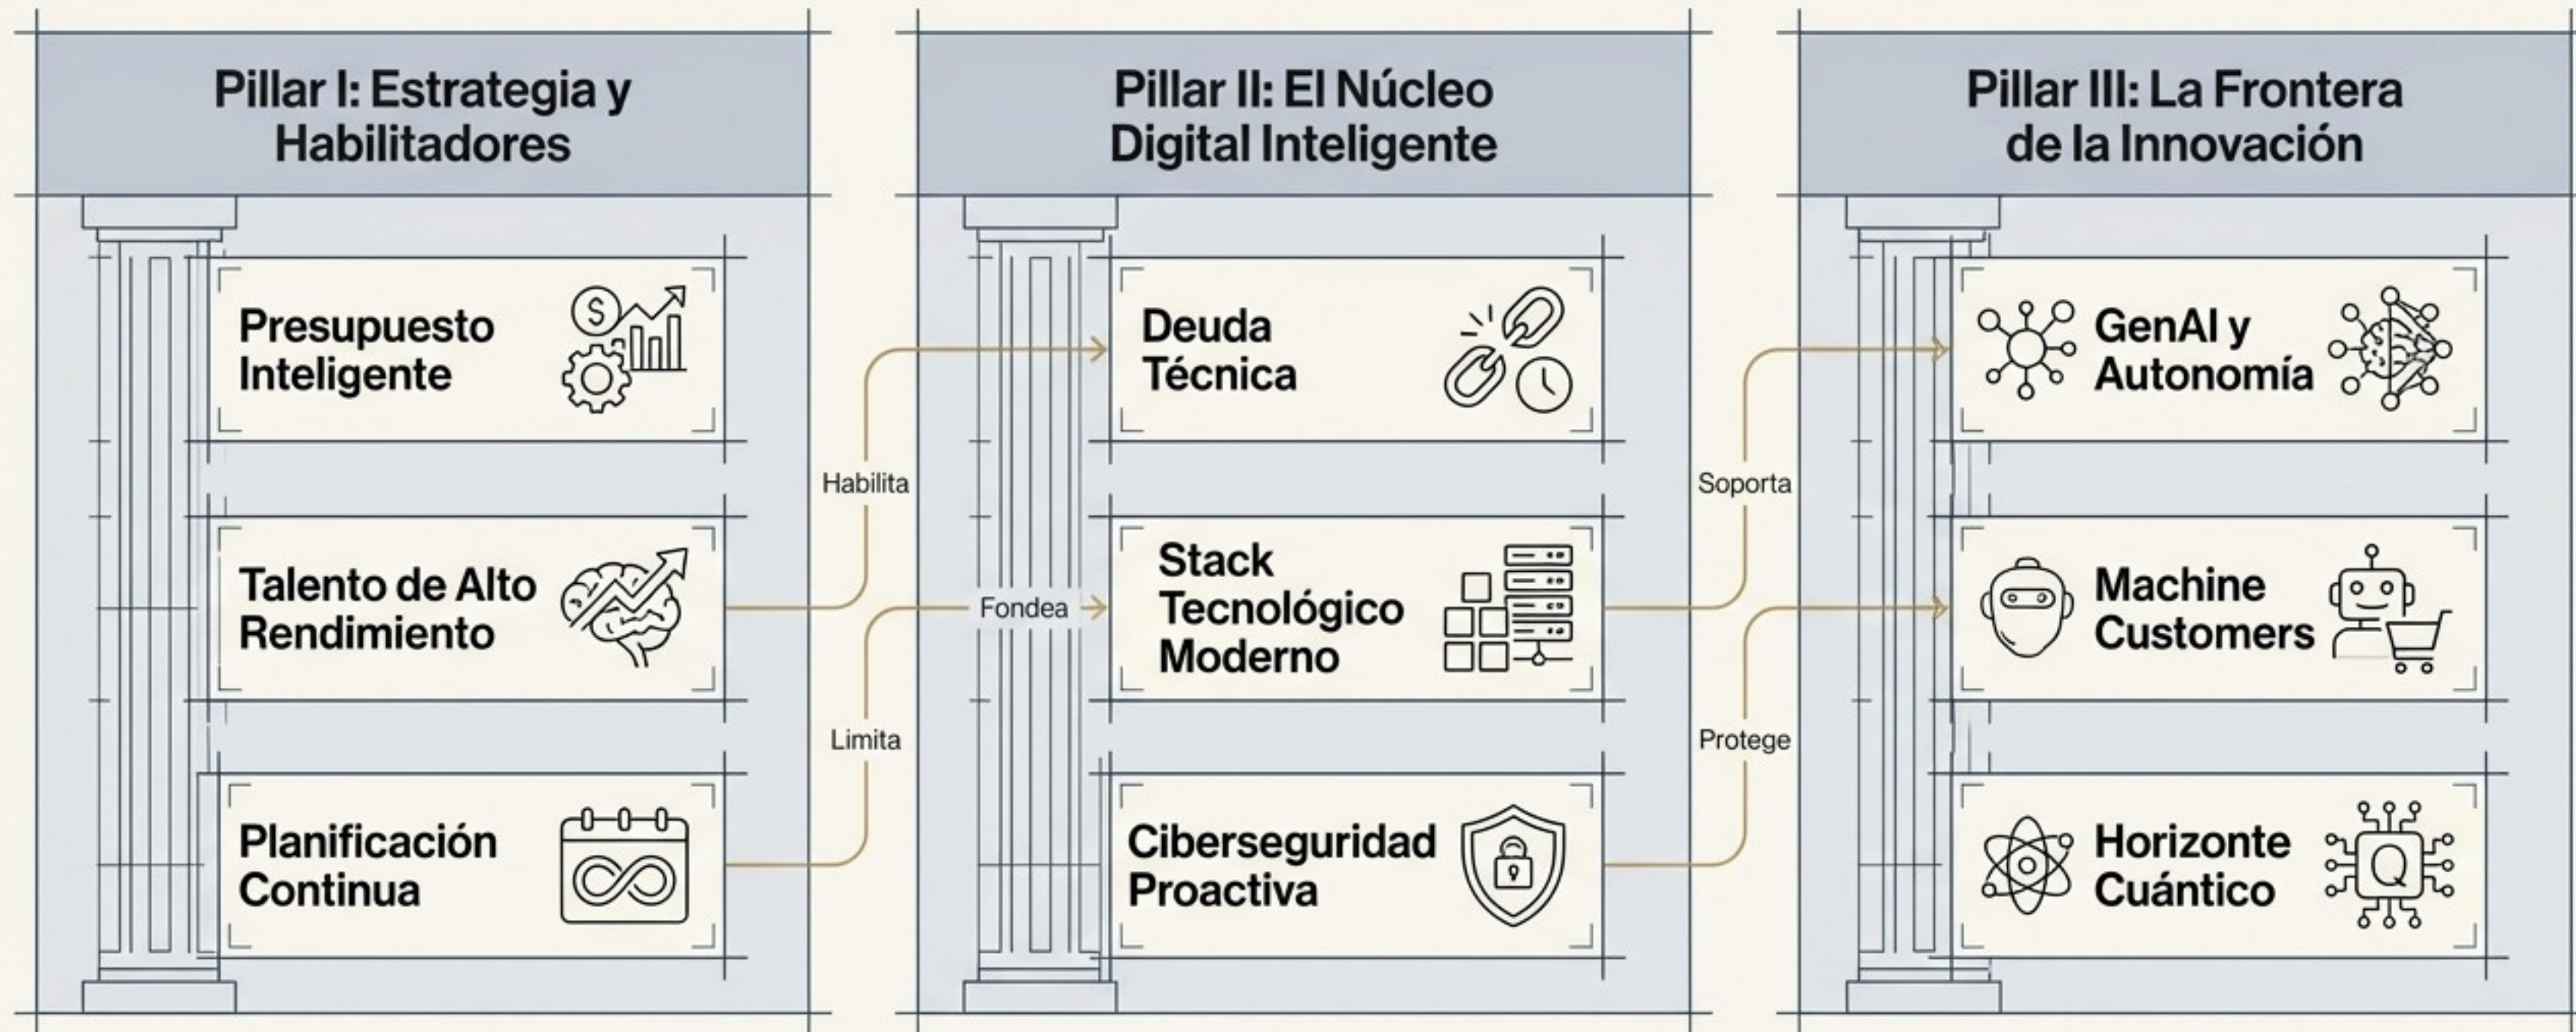 Pillar I: Estrategia y
Habilitadores
Presupuesto
Inteligente
$
Talento de Alto
Rendimiento
Planificación
Continua
Habilita
Limita
Pillar II: El Núcleo
Digital Inteligente
Deuda
Técnica
Fondea
Stack
Tecnológico
Moderno
Ciberseguridad
Proactiva
Soporta
Protege
Pillar III: La Frontera
de la Innovación
GenAI y
Autonomía
Machine
Customers
Horizonte
Cuántico
Q